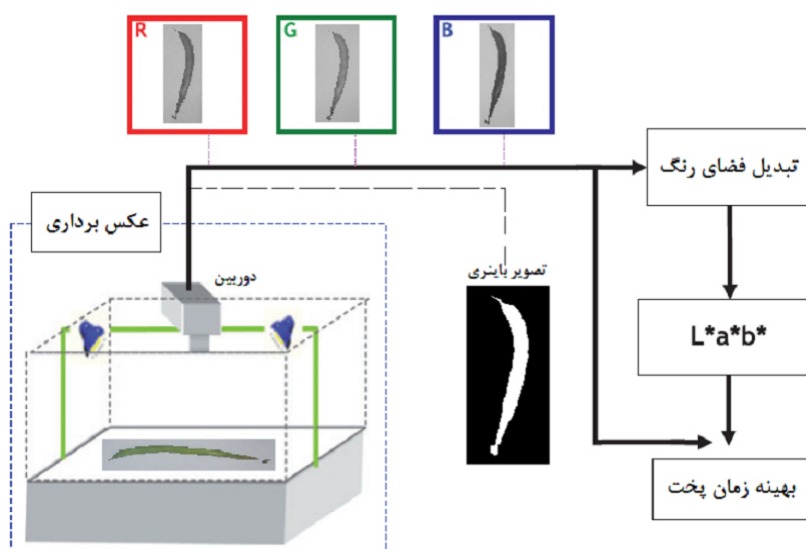 R
G
B
تبدیل فضای رنگ
عکس برداری
دوربین
تصویر باینری
L*a*b*
بهینه زمان پخت